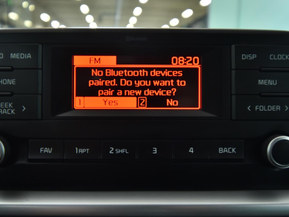 MEDIA
FM 08:20
DISP CLOCK
No Bluetooth devices
paired. Do you want to
pair a new device?
1 Yes 2 No
PHONE
MENU
SEEK
TRACK
< FOLDER >
FAV 1 RPT 2 SHFL 3 4 BACK